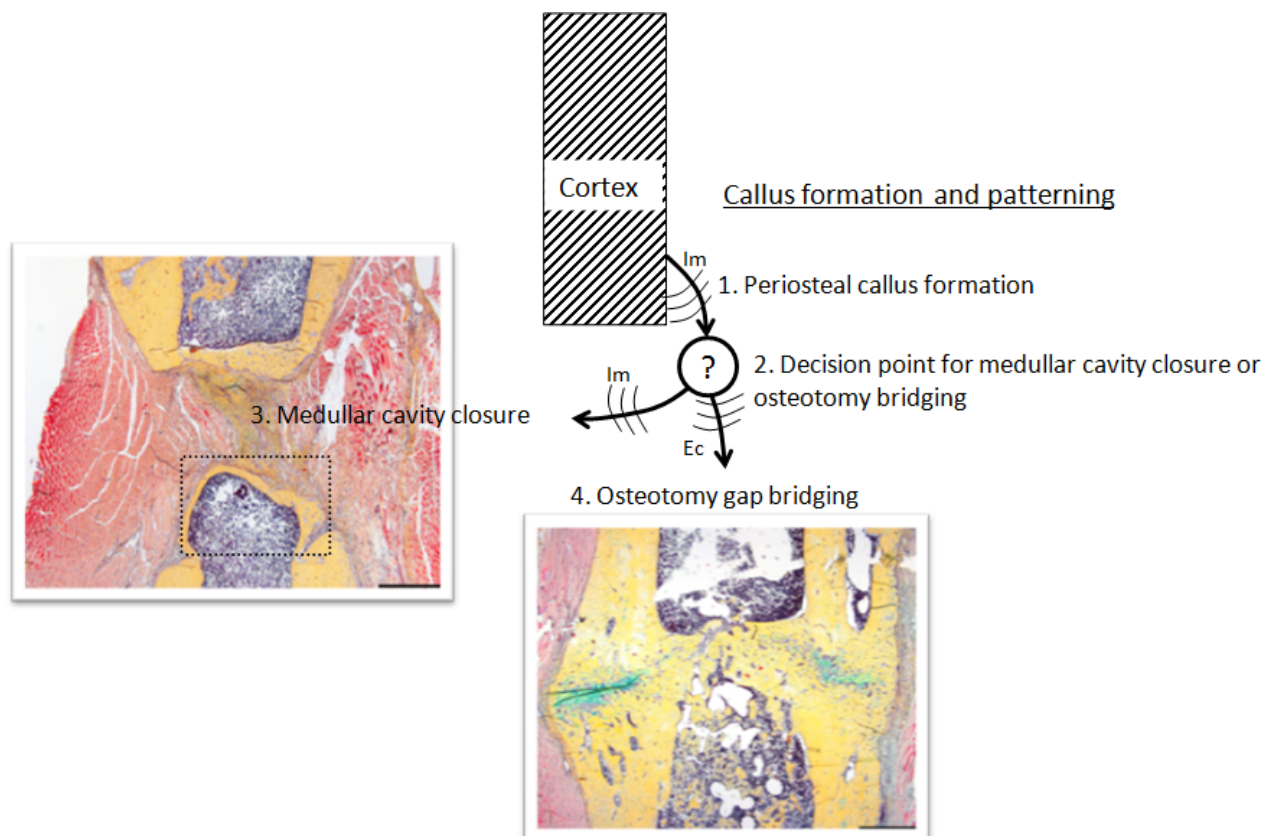 Cortex
Callus formation and patterning
Im
1. Periosteal callus formation
?
2. Decision point for medullar cavity closure or
osteotomy bridging
Im
3. Medullar cavity closure
Ec
4. Osteotomy gap bridging